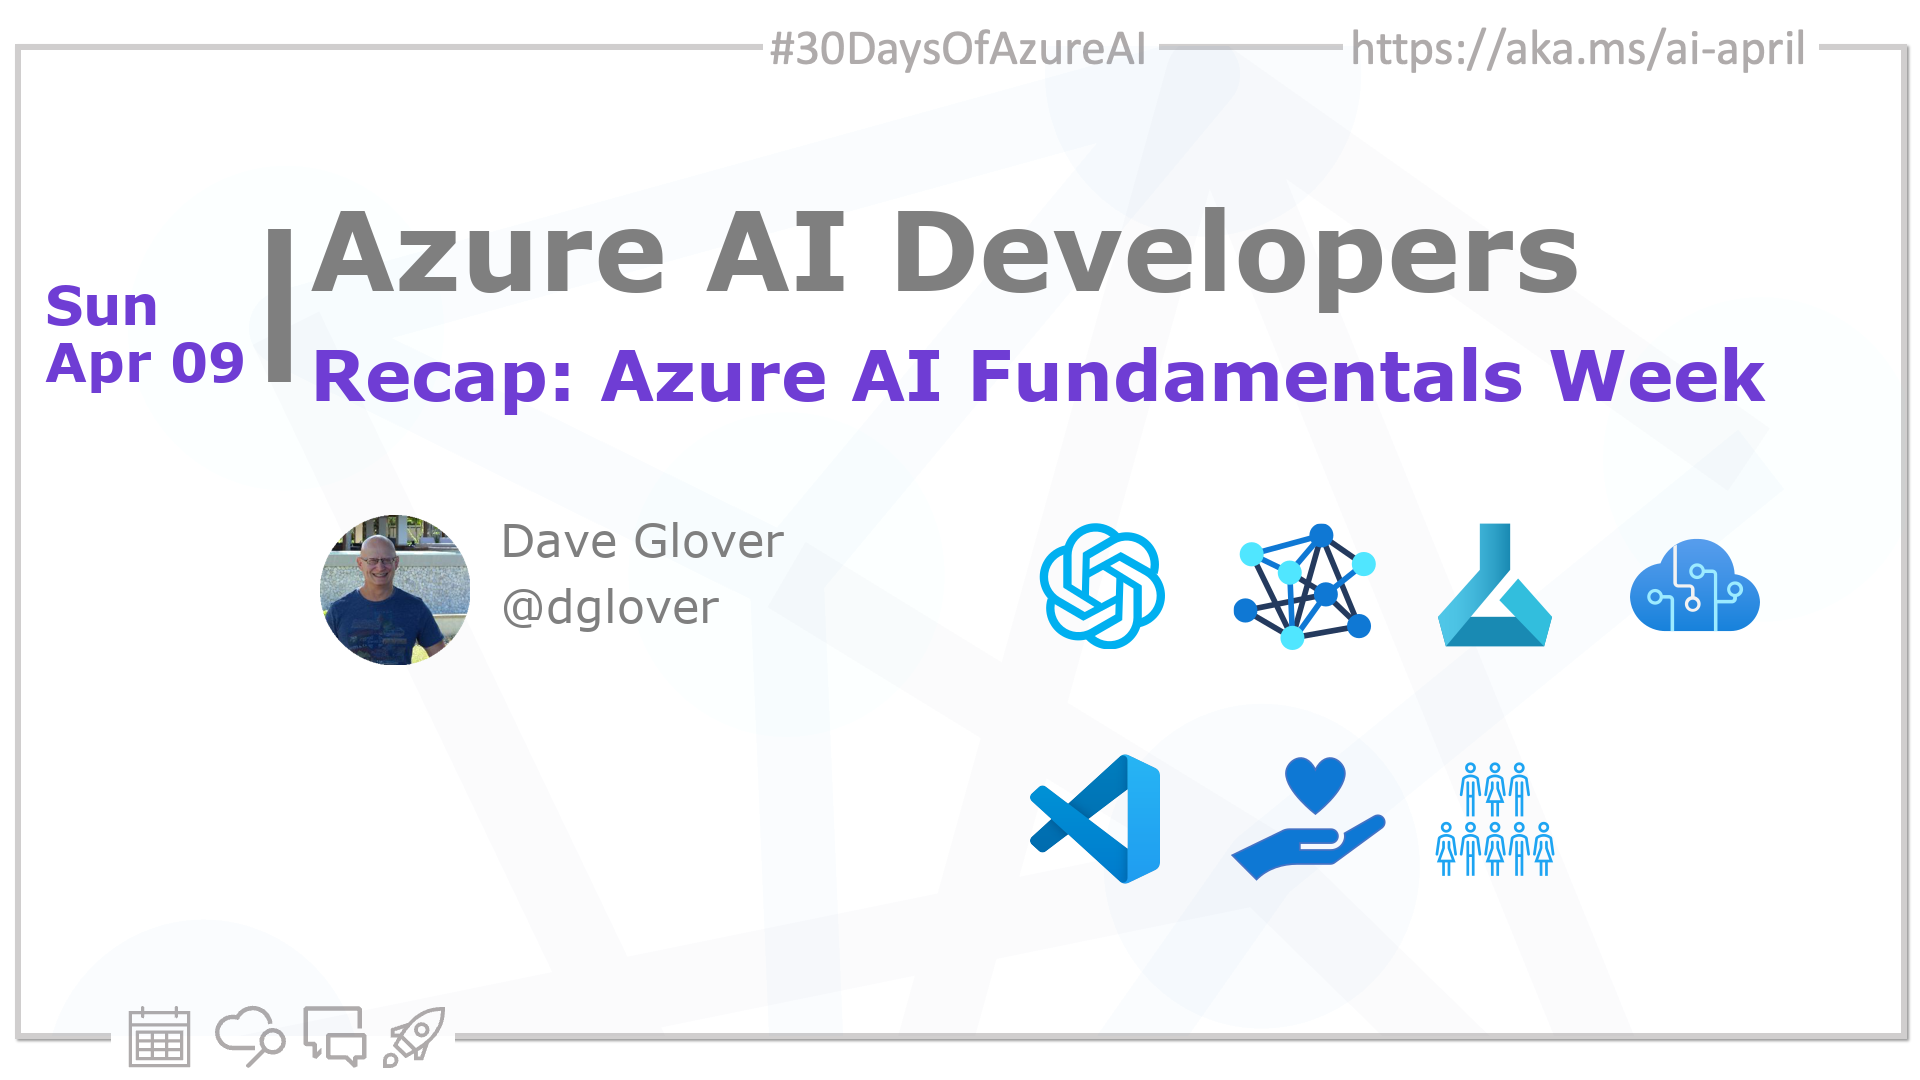 #30DaysOfAzureAI
https://aka.ms/ai-april
Azure AI Developers
Sun
Apr 09
Recap: Azure AI Fundamentals Week
Dave Glover
@dglover